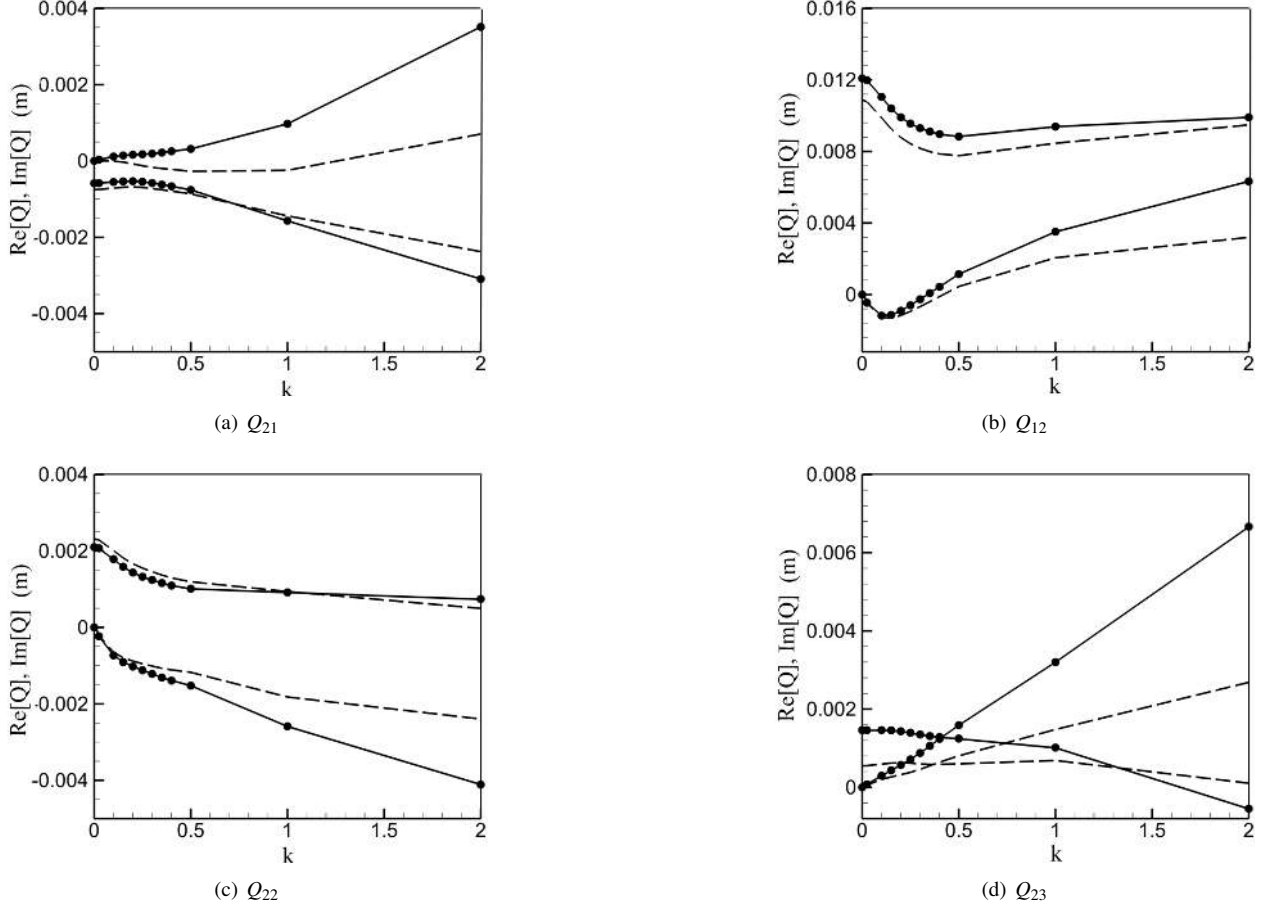 0.004
0.002
0
-0.002
-0.004
Re[Q], Im[Q] (m)
0 0.5 1 1.5 2
k
(a) Q21
0.016
0.012
0.008
0.004
0
Re[Q], Im[Q] (m)
0 0.5 1 1.5 2
k
(b) Q12
0.004
0.002
0
-0.002
-0.004
Re[Q], Im[Q] (m)
0 0.5 1 1.5 2
k
(c) Q22
0.008
0.006
0.004
0.002
0
Re[Q], Im[Q] (m)
0 0.5 1 1.5 2
k
(d) Q23